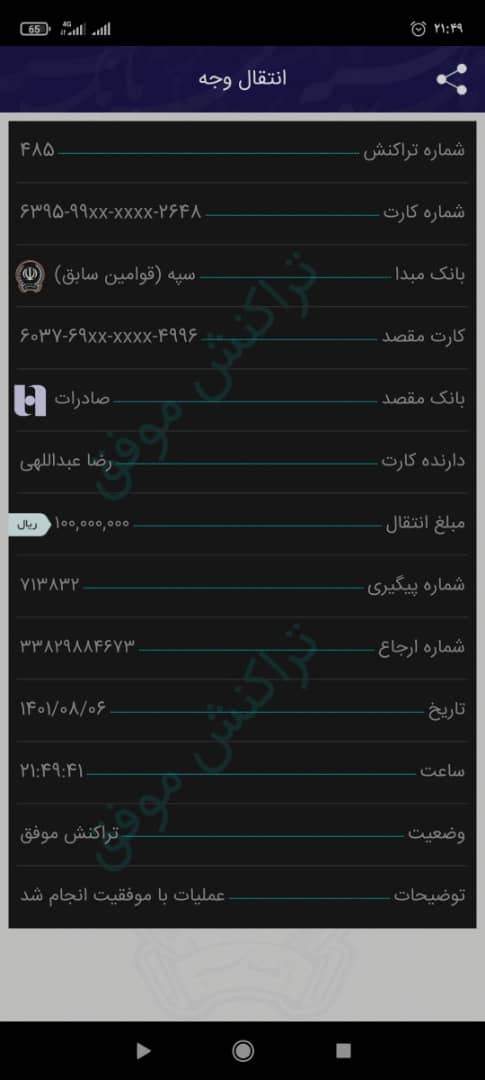 65
4G
۲۱:۴۹
انتقال وجه
شماره تراکنش ۴۸۵
شماره کارت ۶۳۹۵-۹۹xx-xxxx-۲۶۴۸
بانک مبدا سپه (قوامین سابق)
کارت مقصد ۶۰۳۷-۶۹xx-xxxx-۴۹۹۶
بانک مقصد صادرات
دارنده کارت رضا عبداللهی
مبلغ انتقال ۱۰۰,۰۰۰,۰۰۰ ریال
شماره پیگیری ۷۱۳۸۳۲
شماره ارجاع ۳۳۸۲۹۸۸۴۶۷۳
تاریخ ۱۴۰۱/۰۸/۰۶
ساعت ۲۱:۴۹:۴۱
وضعیت تراکنش موفق
توضیحات عملیات با موفقیت انجام شد
تراکنش موفق
تراکنش موفق